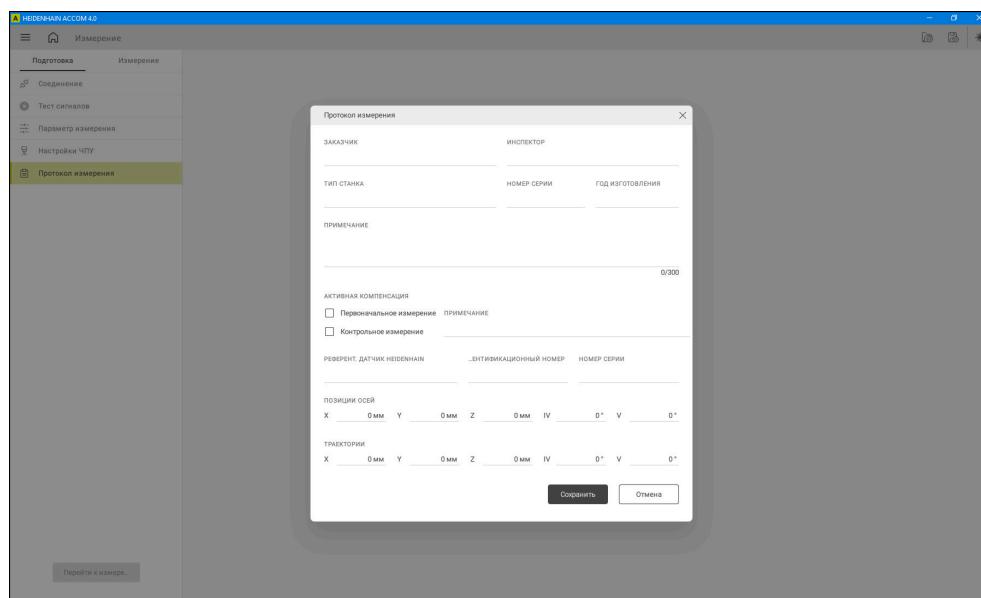 HEIDENHAIN ACCOM 4.0
Измерение
Подготовка Измерение
Соединение
Тест сигналов
Параметр измерения
Настройки ЧПУ
Протокол измерения
Протокол измерения
ЗАКАЗЧИК ИНСПЕКТОР
ТИП СТАНКА НОМЕР СЕРИИ ГОД ИЗГОТОВЛЕНИЯ
ПРИМЕЧАНИЕ
0/300
АКТИВНАЯ КОМПЕНСАЦИЯ
Первоначальное измерение ПРИМЕЧАНИЕ
Контрольное измерение
РЕФЕРЕНТ. ДАТЧИК HEIDENHAIN ..ЕНТИФИКАЦИОННЫЙ НОМЕР НОМЕР СЕРИИ
ПОЗИЦИИ ОСЕЙ
X 0 мм Y 0 мм Z 0 мм IV 0 ° V 0 °
ТРАЕКТОРИИ
X 0 мм Y 0 мм Z 0 мм IV 0 ° V 0 °
Сохранить Отмена
Перейти к измере..